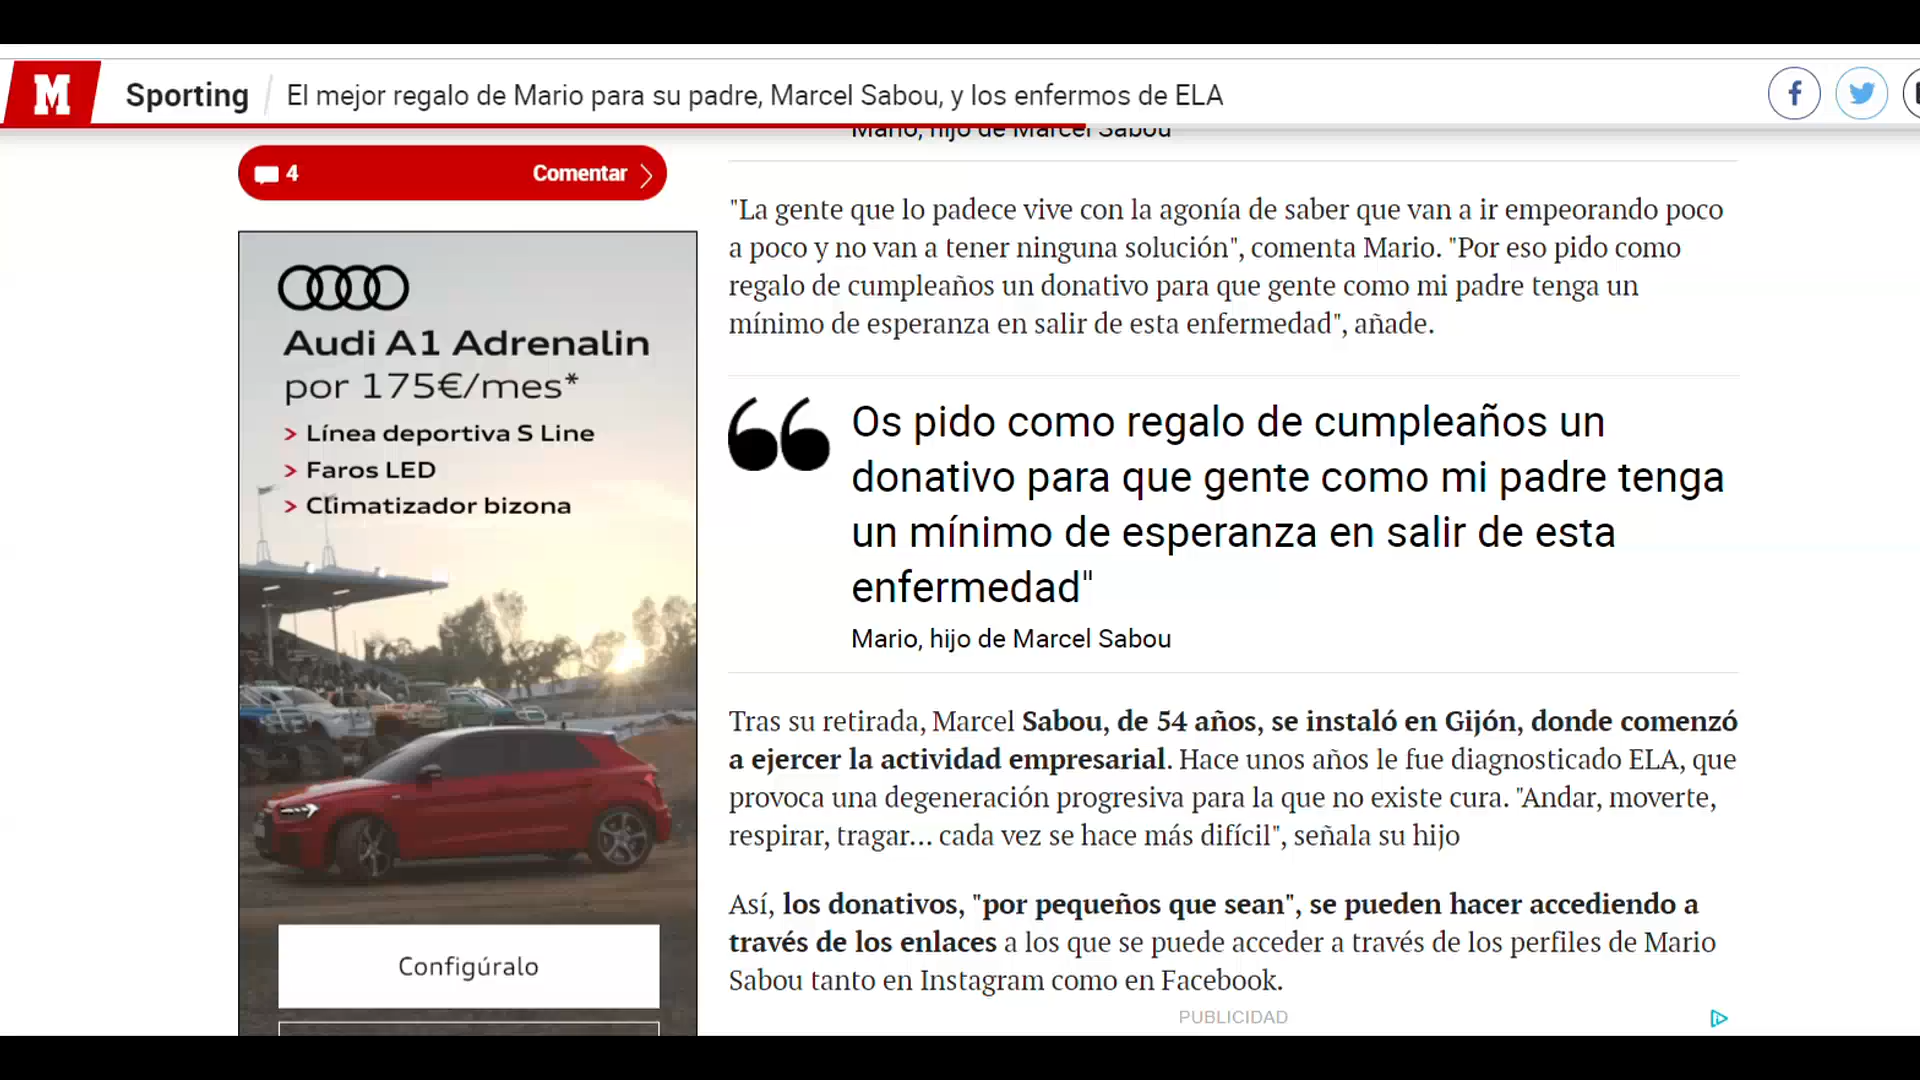 M
Sporting
El mejor regalo de Mario para su padre, Marcel Sabou, y los enfermos de ELA
Mario, hijo de Marcel Sabou
4
Comentar
"La gente que lo padece vive con la agonía de saber que van a ir empeorando poco
a poco y no van a tener ninguna solución", comenta Mario. "Por eso pido como
regalo de cumpleaños un donativo para que gente como mi padre tenga un
mínimo de esperanza en salir de esta enfermedad", añade.
Audi A1 Adrenalin
por 175€/mes*
> Línea deportiva S Line
> Faros LED
> Climatizador bizona
Configúralo
Os pido como regalo de cumpleaños un
donativo para que gente como mi padre tenga
un mínimo de esperanza en salir de esta
enfermedad"
Mario, hijo de Marcel Sabou
Tras su retirada, Marcel Sabou, de 54 años, se instaló en Gijón, donde comenzó
a ejercer la actividad empresarial. Hace unos años le fue diagnosticado ELA, que
provoca una degeneración progresiva para la que no existe cura. "Andar, moverte,
respirar, tragar... cada vez se hace más difícil", señala su hijo
Así, los donativos, "por pequeños que sean", se pueden hacer accediendo a
través de los enlaces a los que se puede acceder a través de los perfiles de Mario
Sabou tanto en Instagram como en Facebook.
PUBLICIDAD